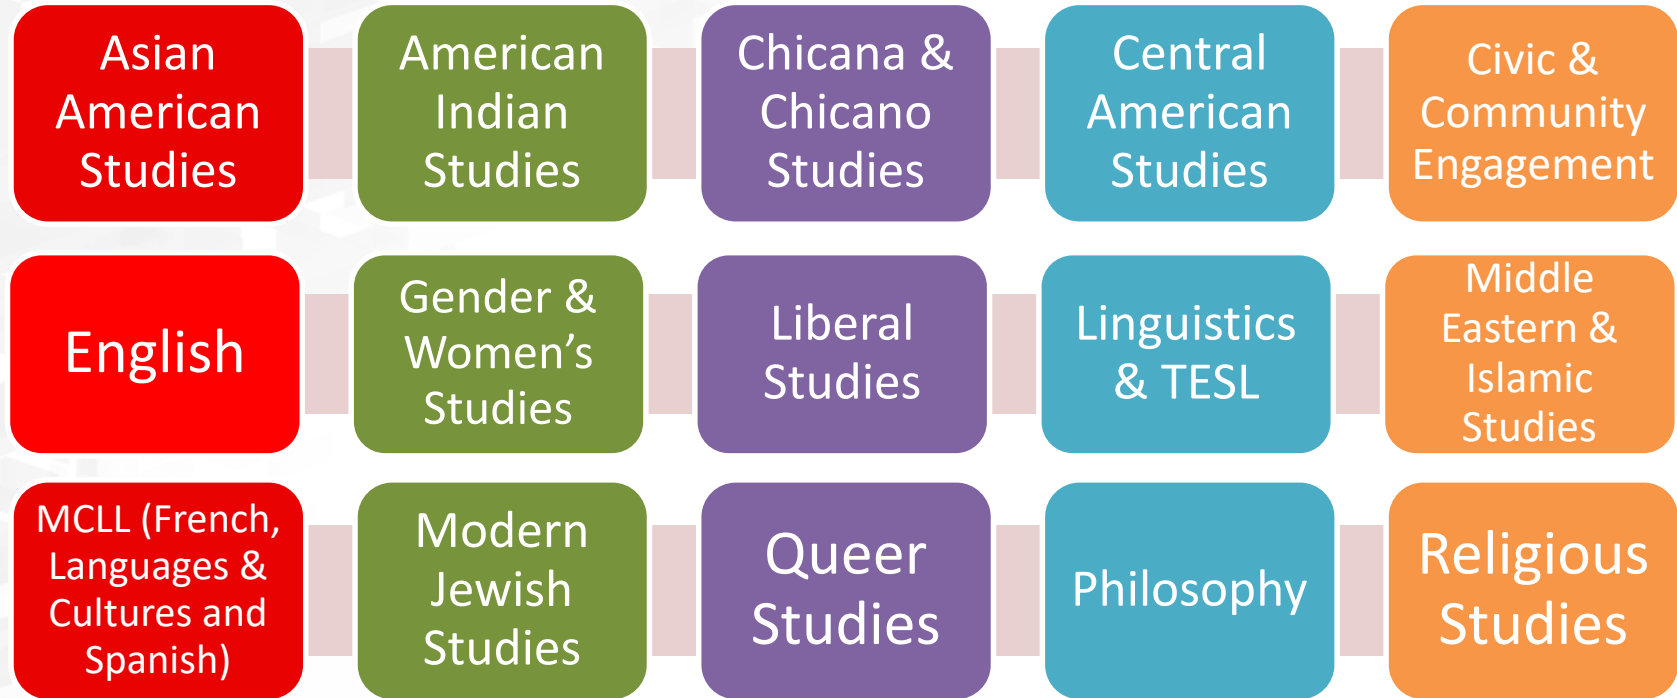 Asian
American
Studies
American
Indian
Studies
Chicana &
Chicano
Studies
Central
American
Studies
Civic &
Community
Engagement
English
Gender &
Women’s
Studies
Liberal
Studies
Linguistics
& TESL
Middle
Eastern &
Islamic
Studies
MCLL (French,
Languages &
Cultures and
Spanish)
Modern
Jewish
Studies
Queer
Studies
Philosophy
Religious
Studies